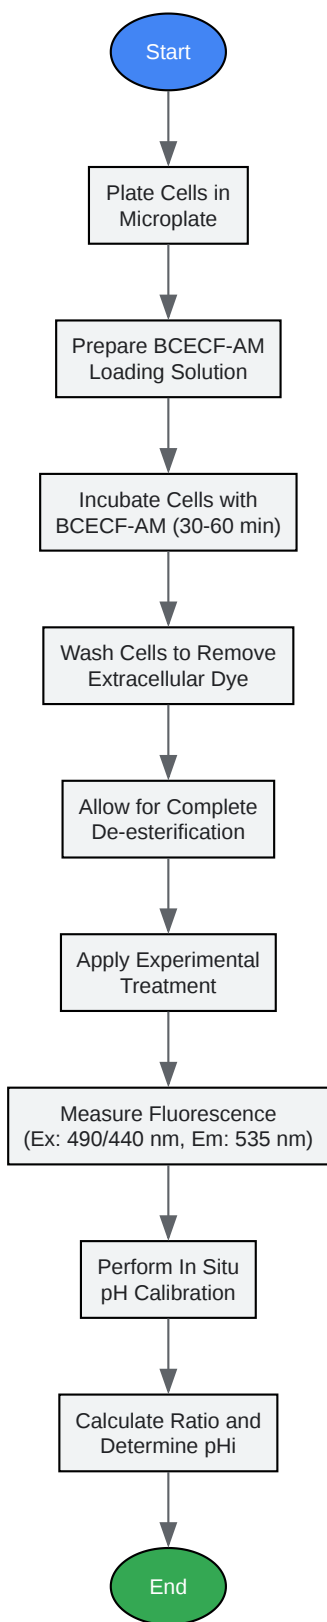 Start
Plate Cells in
Microplate
Prepare BCECF-AM
Loading Solution
Incubate Cells with
BCECF-AM (30-60 min)
Wash Cells to Remove
Extracellular Dye
Allow for Complete
De-esterification
Apply Experimental
Treatment
Measure Fluorescence
(Ex: 490/440 nm, Em: 535 nm)
Perform In Situ
pH Calibration
Calculate Ratio and
Determine pHi
End